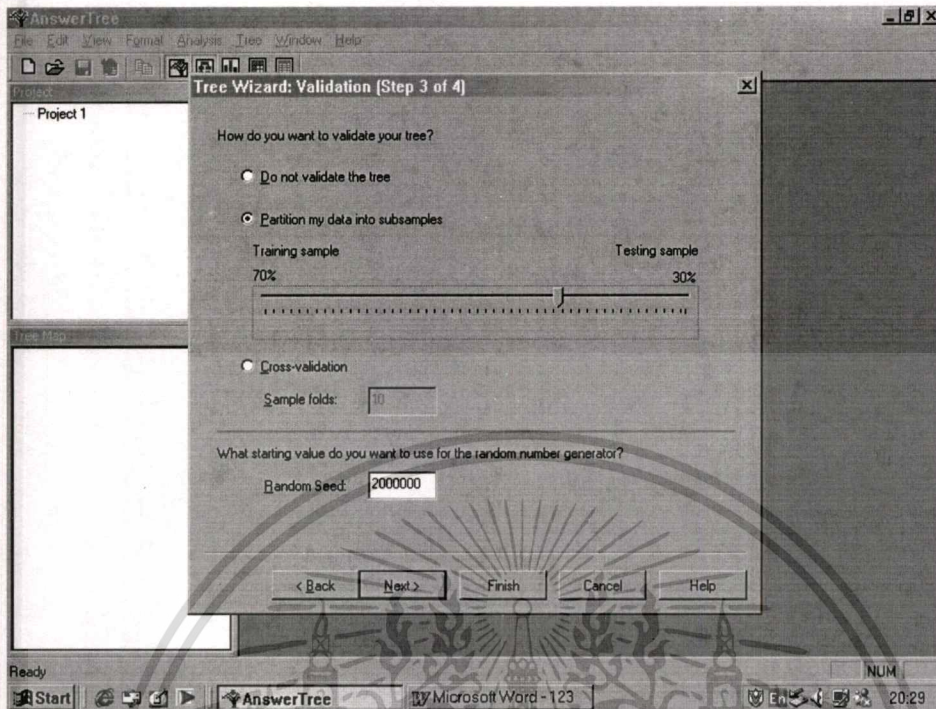 AnswerTree
File Edit View Format Analysis Tree Window Help
Project
Project 1
Tree Map
Tree Wizard: Validation (Step 3 of 4)
How do you want to validate your tree?
Do not validate the tree
Partition my data into subsamples
Training sample Testing sample
70% 30%
Cross-validation
Sample folds: 10
What starting value do you want to use for the random number generator?
Random Seed: 2000000
< Back Next > Finish Cancel Help
Ready NUM
Start AnswerTree Microsoft Word - 123 En 20:29